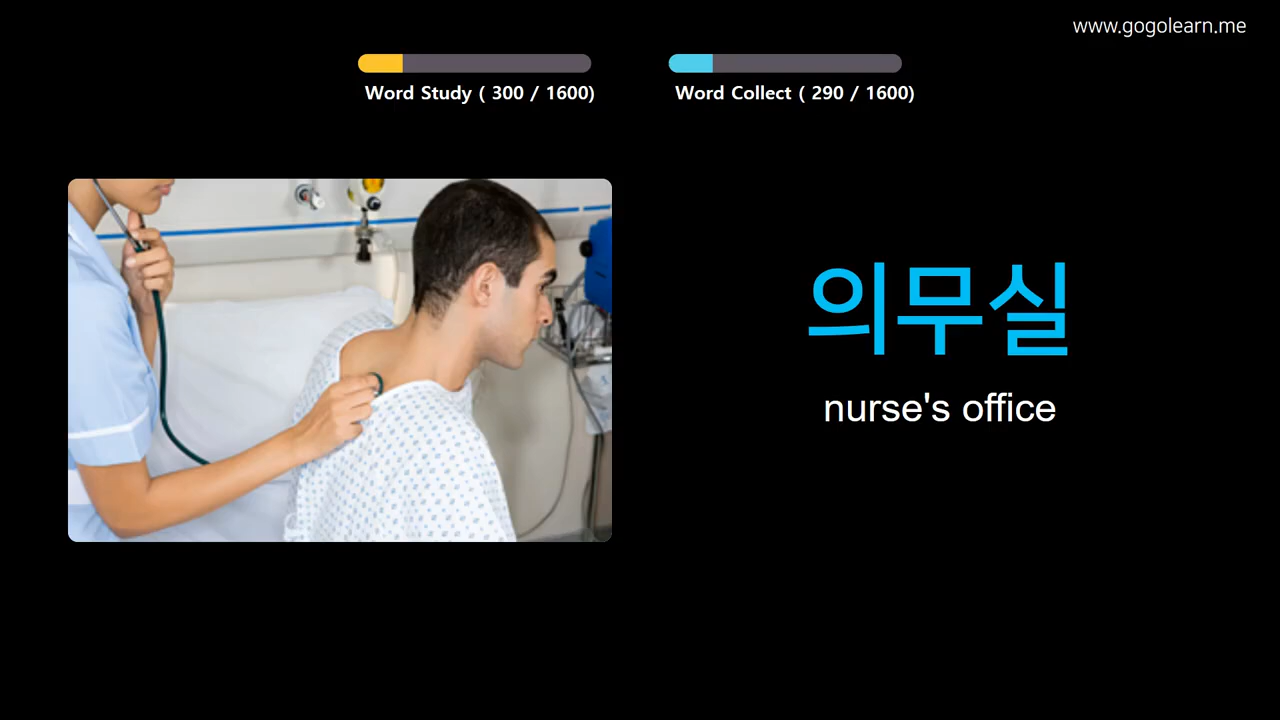 www.gogolearn.me
Word Study ( 300 / 1600)
Word Collect ( 290 / 1600)
의무실
nurse's office